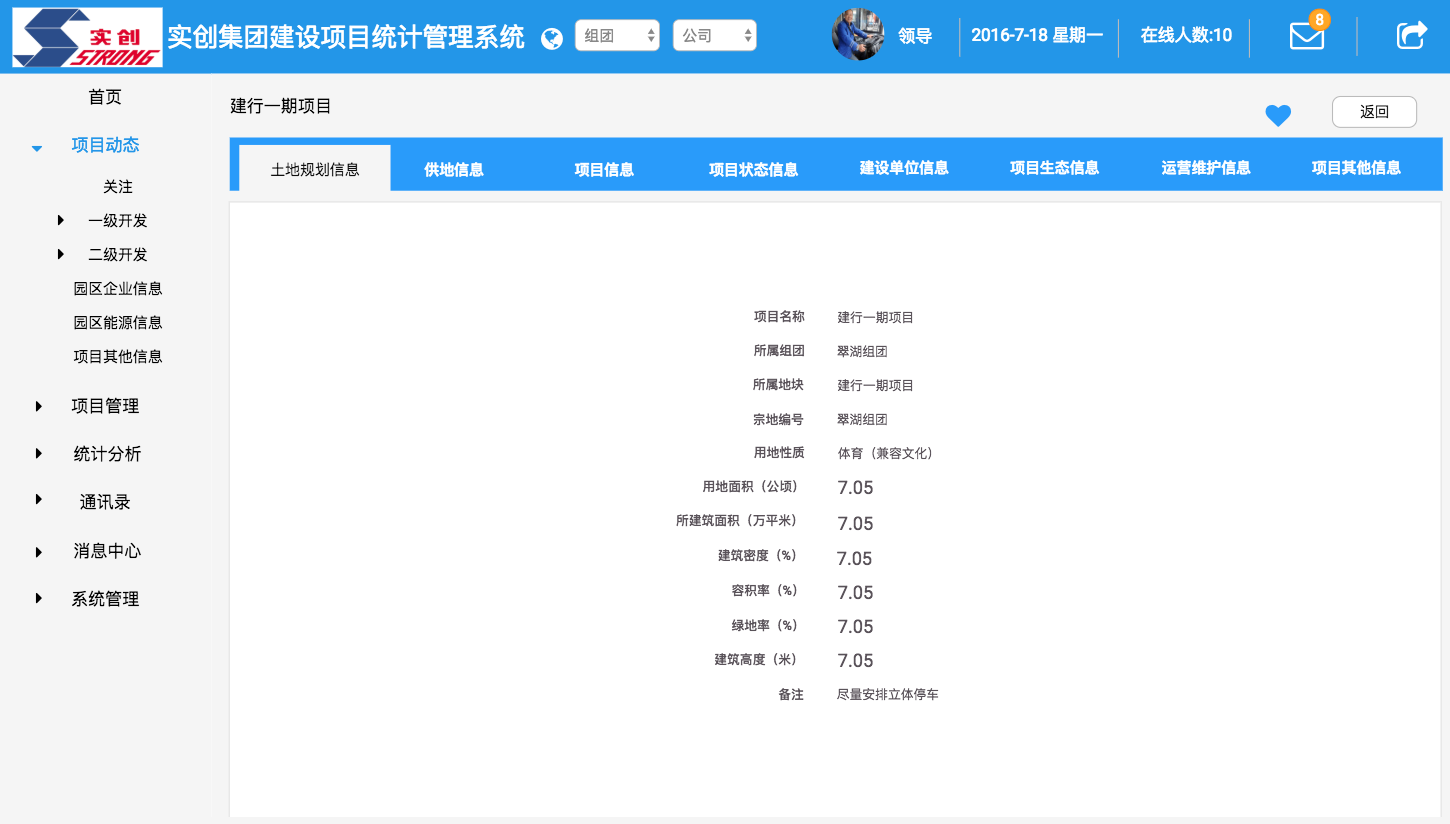 实创
STRONG
实创集团建设项目统计管理系统
组团
公司
领导
2016-7-18 星期一
在线人数:10
8
首页
项目动态
关注
一级开发
二级开发
园区企业信息
园区能源信息
项目其他信息
项目管理
统计分析
通讯录
消息中心
系统管理
建行一期项目
返回
土地规划信息
供地信息
项目信息
项目状态信息
建设单位信息
项目生态信息
运营维护信息
项目其他信息
项目名称 建行一期项目
所属组团 翠湖组团
所属地块 建行一期项目
宗地编号 翠湖组团
用地性质 体育（兼容文化）
用地面积（公顷） 7.05
所建筑面积（万平米） 7.05
建筑密度（%） 7.05
容积率（%） 7.05
绿地率（%） 7.05
建筑高度（米） 7.05
备注 尽量安排立体停车